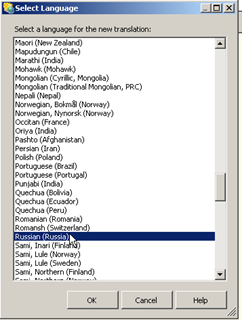 Select Language
Select a language for the new translation:
Maori (New Zealand)
Mapudungun (Chile)
Marathi (India)
Mohawk (Mohawk)
Mongolian (Cyrillic, Mongolia)
Mongolian (Traditional Mongolian, PRC)
Nepali (Nepal)
Norwegian, Bokmål (Norway)
Norwegian, Nynorsk (Norway)
Occitan (France)
Oriya (India)
Pashto (Afghanistan)
Persian (Iran)
Polish (Poland)
Portuguese (Brazil)
Portuguese (Portugal)
Punjabi (India)
Quechua (Bolivia)
Quechua (Ecuador)
Quechua (Peru)
Romanian (Romania)
Romansh (Switzerland)
Russian (Russia)
Sami, Inari (Finland)
Sami, Lule (Norway)
Sami, Lule (Sweden)
Sami, Northern (Finland)
OK Cancel Help